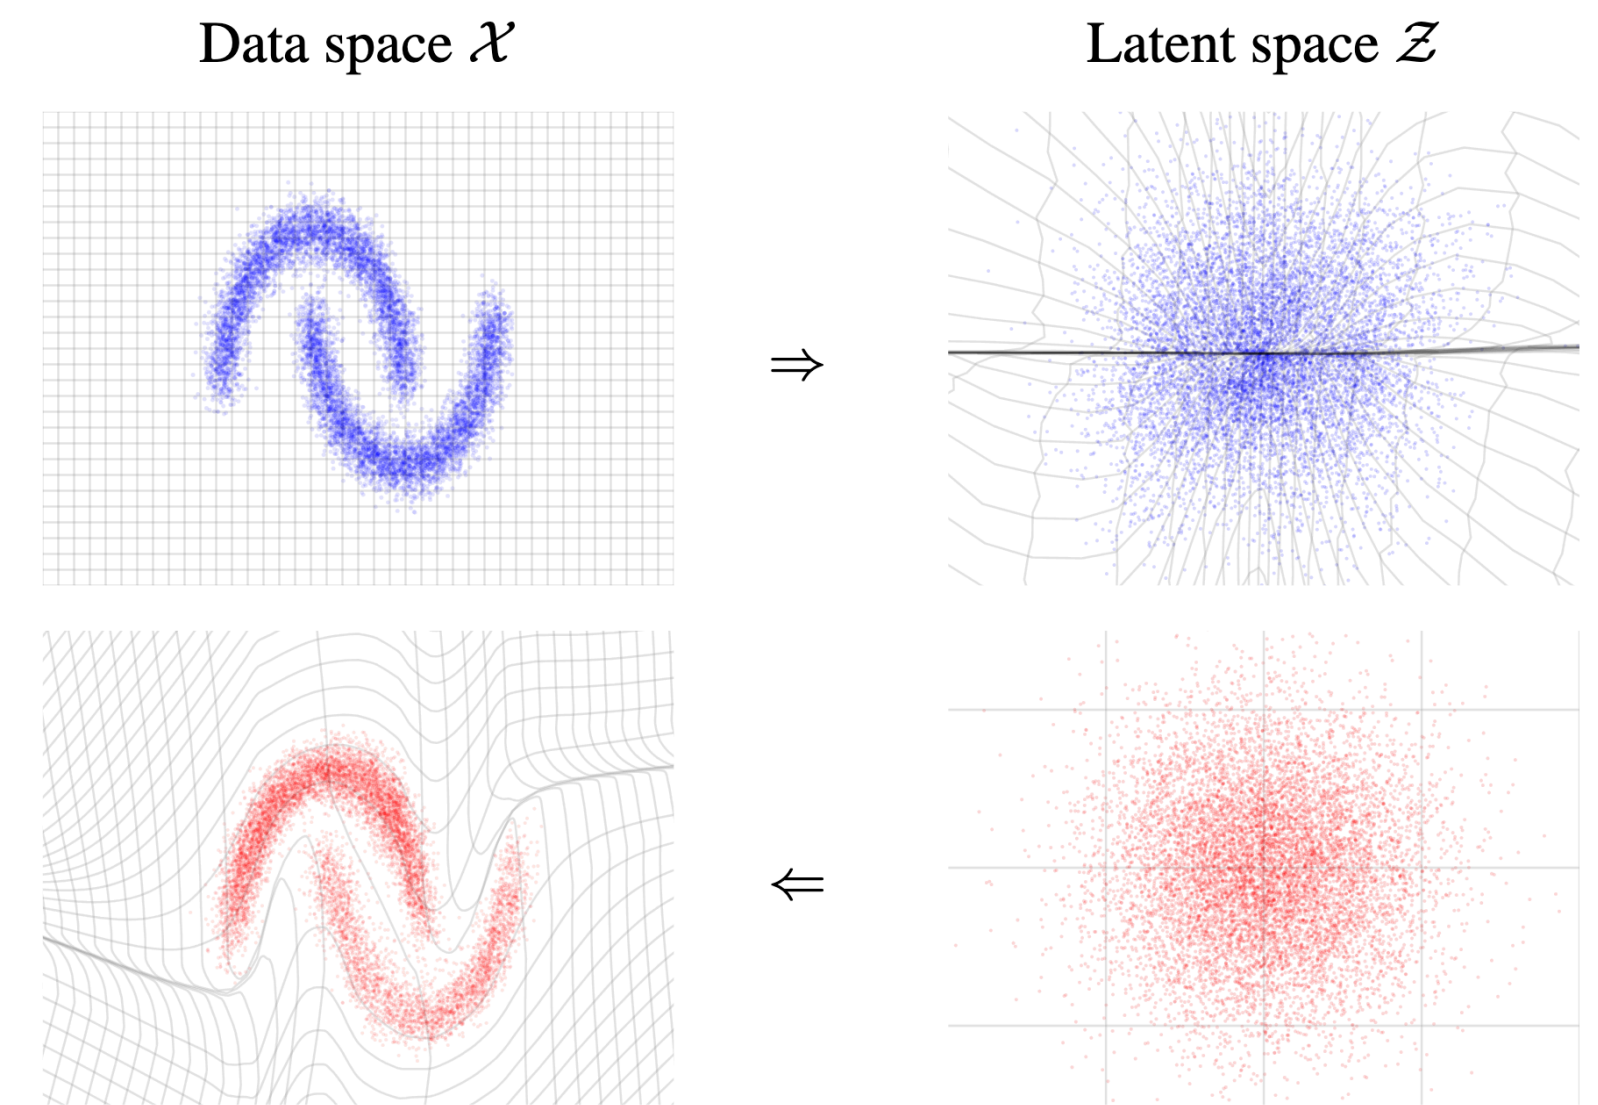 Data space 𝒳
Latent space 𝒵
⇒
⇐